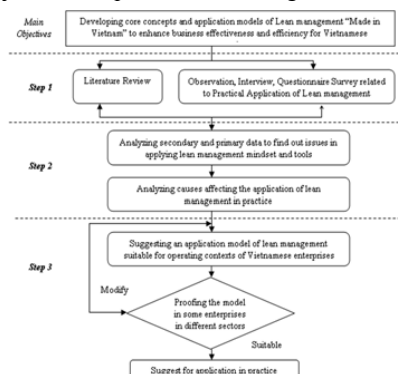 Main
Objectives
Developing core concepts and application models of Lean management “Made in
Vietnam” to enhance business effectiveness and efficiency for Vietnamese
Step 1
Literature Review
Observation, Interview, Questionnaire Survey related
to Practical Application of Lean management
Step 2
Analyzing secondary and primary data to find out issues in
applying lean management mindset and tools
Analyzing causes affecting the application of lean
management in practice
Step 3
Suggesting an application model of lean management
suitable for operating contents of Vietnamese enterprises
Modify
Proofing the model
in some enterprises
in different sectors
Suitable
Suggest for application in practice